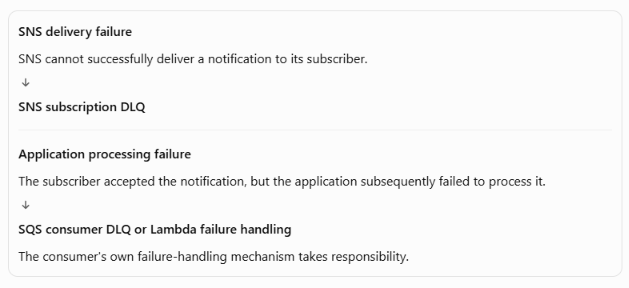 SNS delivery failure
SNS cannot successfully deliver a notification to its subscriber.
↓
SNS subscription DLQ
Application processing failure
The subscriber accepted the notification, but the application subsequently failed to process it.
↓
SQS consumer DLQ or Lambda failure handling
The consumer's own failure-handling mechanism takes responsibility.